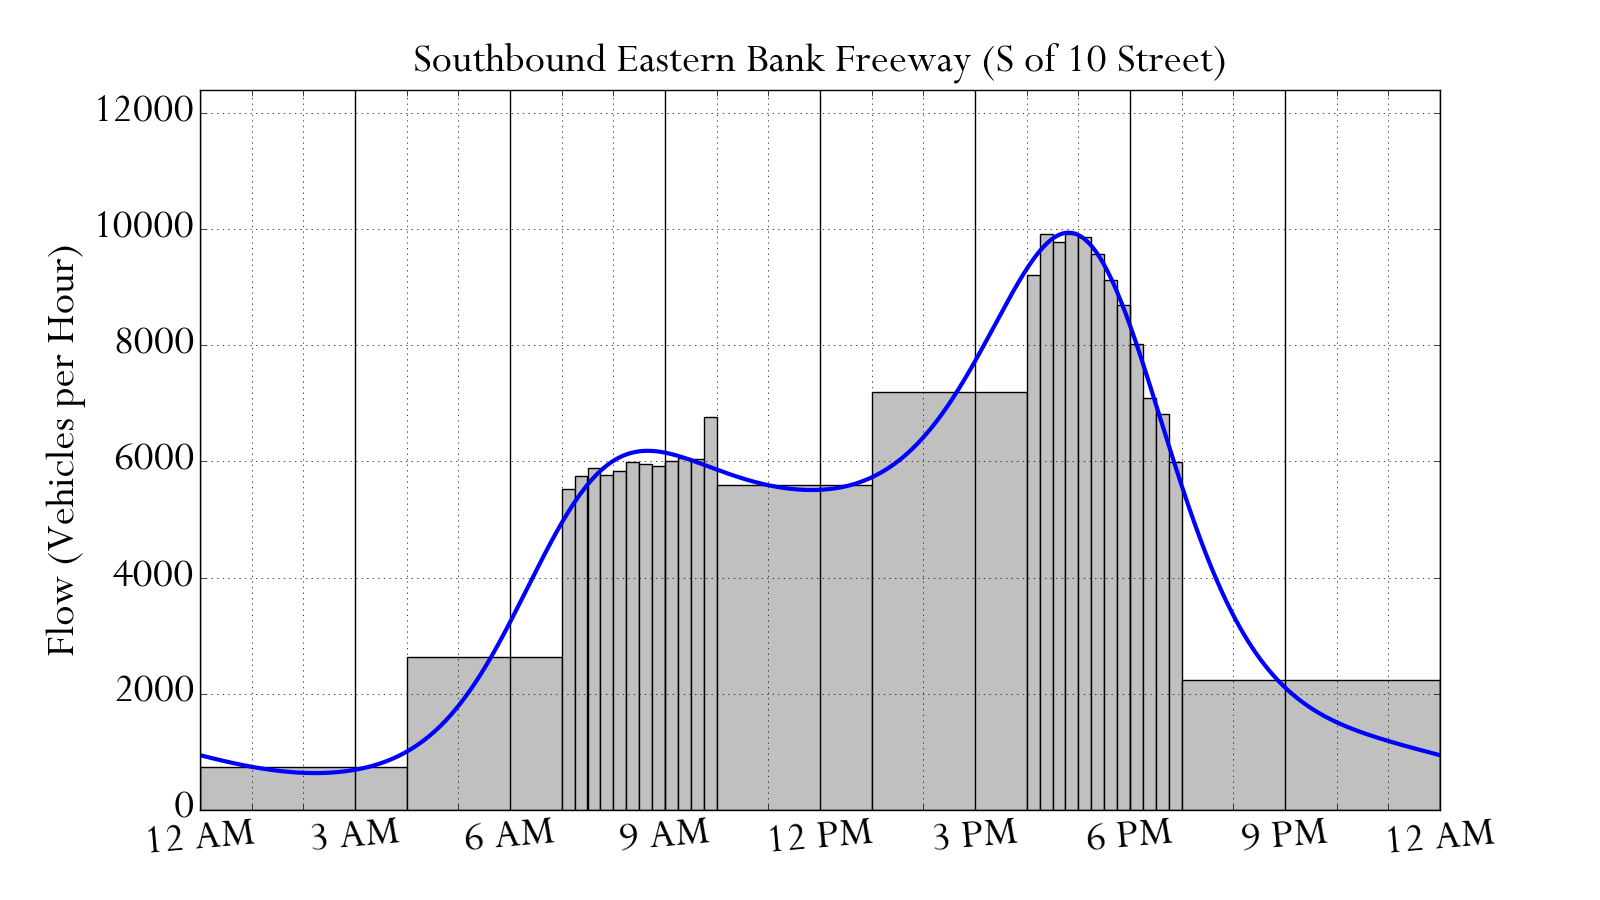 Southbound Eastern Bank Freeway (S of 10 Street)
12000
10000
8000
6000
4000
2000
0
Flow (Vehicles per Hour)
12 AM 3 AM 6 AM 9 AM 12 PM 3 PM 6 PM 9 PM 12 AM